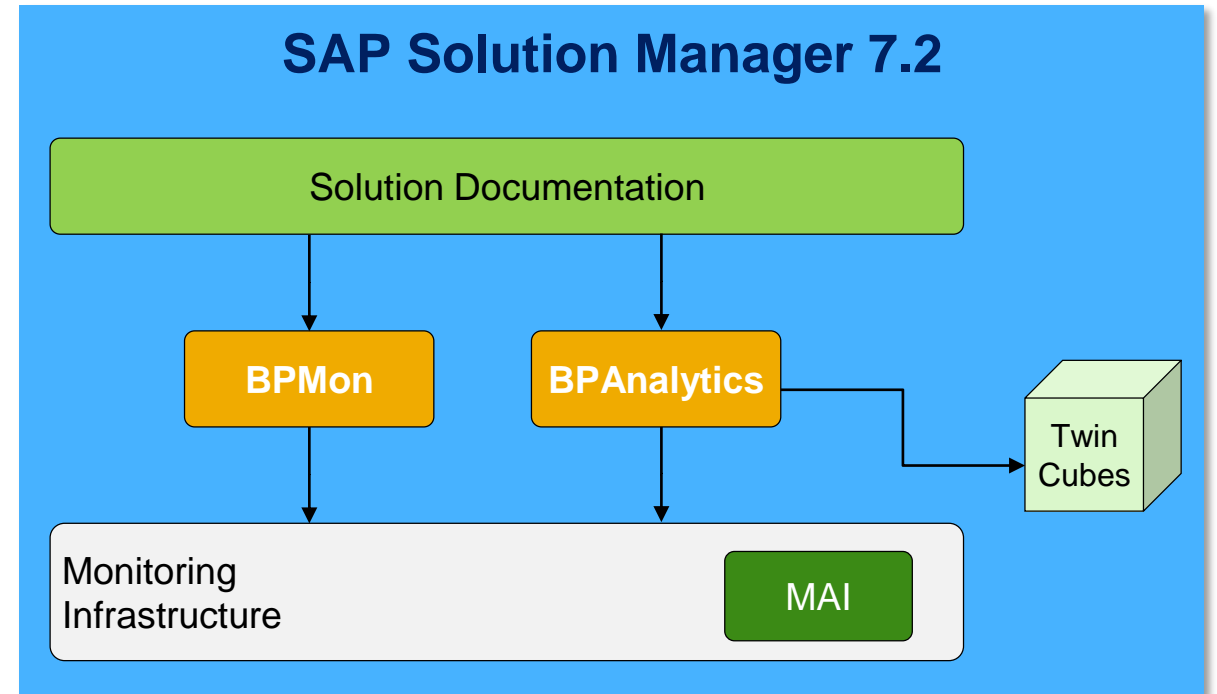 SAP Solution Manager 7.2
Solution Documentation
BPMon
BPAnalytics
Twin
Cubes
Monitoring
Infrastructure
MAI